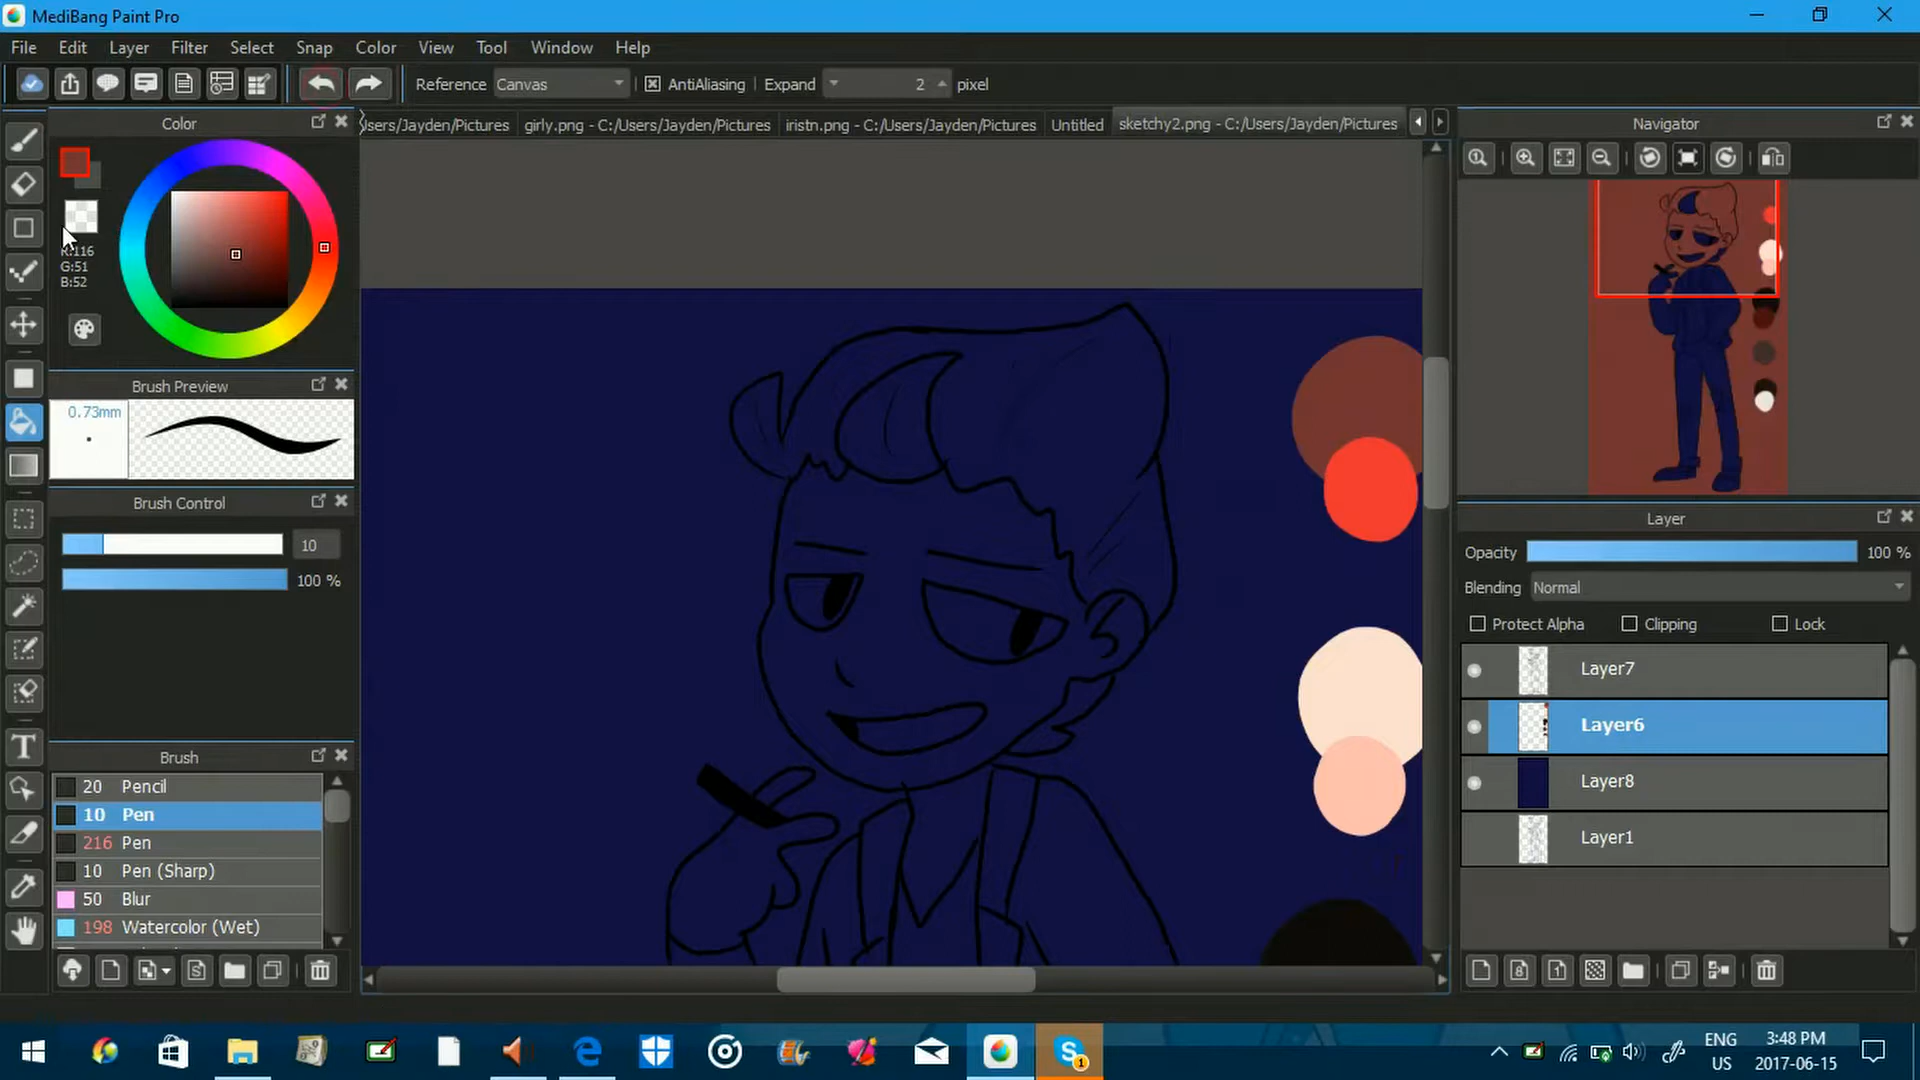 MediBang Paint Pro
File Edit Layer Filter Select Snap Color View Tool Window Help
Reference Canvas AntiAliasing Expand 2 pixel
Color
Jsers/Jayden/Pictures girly.png - C:/Users/Jayden/Pictures iristn.png - C:/Users/Jayden/Pictures Untitled sketchy2.png - C:/Users/Jayden/Pictures
Navigator
R:116
G:51
B:52
Brush Preview
0.73mm
Brush Control
10
100 %
Brush
20 Pencil
10 Pen
216 Pen
10 Pen (Sharp)
50 Blur
198 Watercolor (Wet)
Layer
Opacity 100 %
Blending Normal
Protect Alpha Clipping Lock
Layer7
Layer6
Layer8
Layer1
ENG
US
3:48 PM
2017-06-15